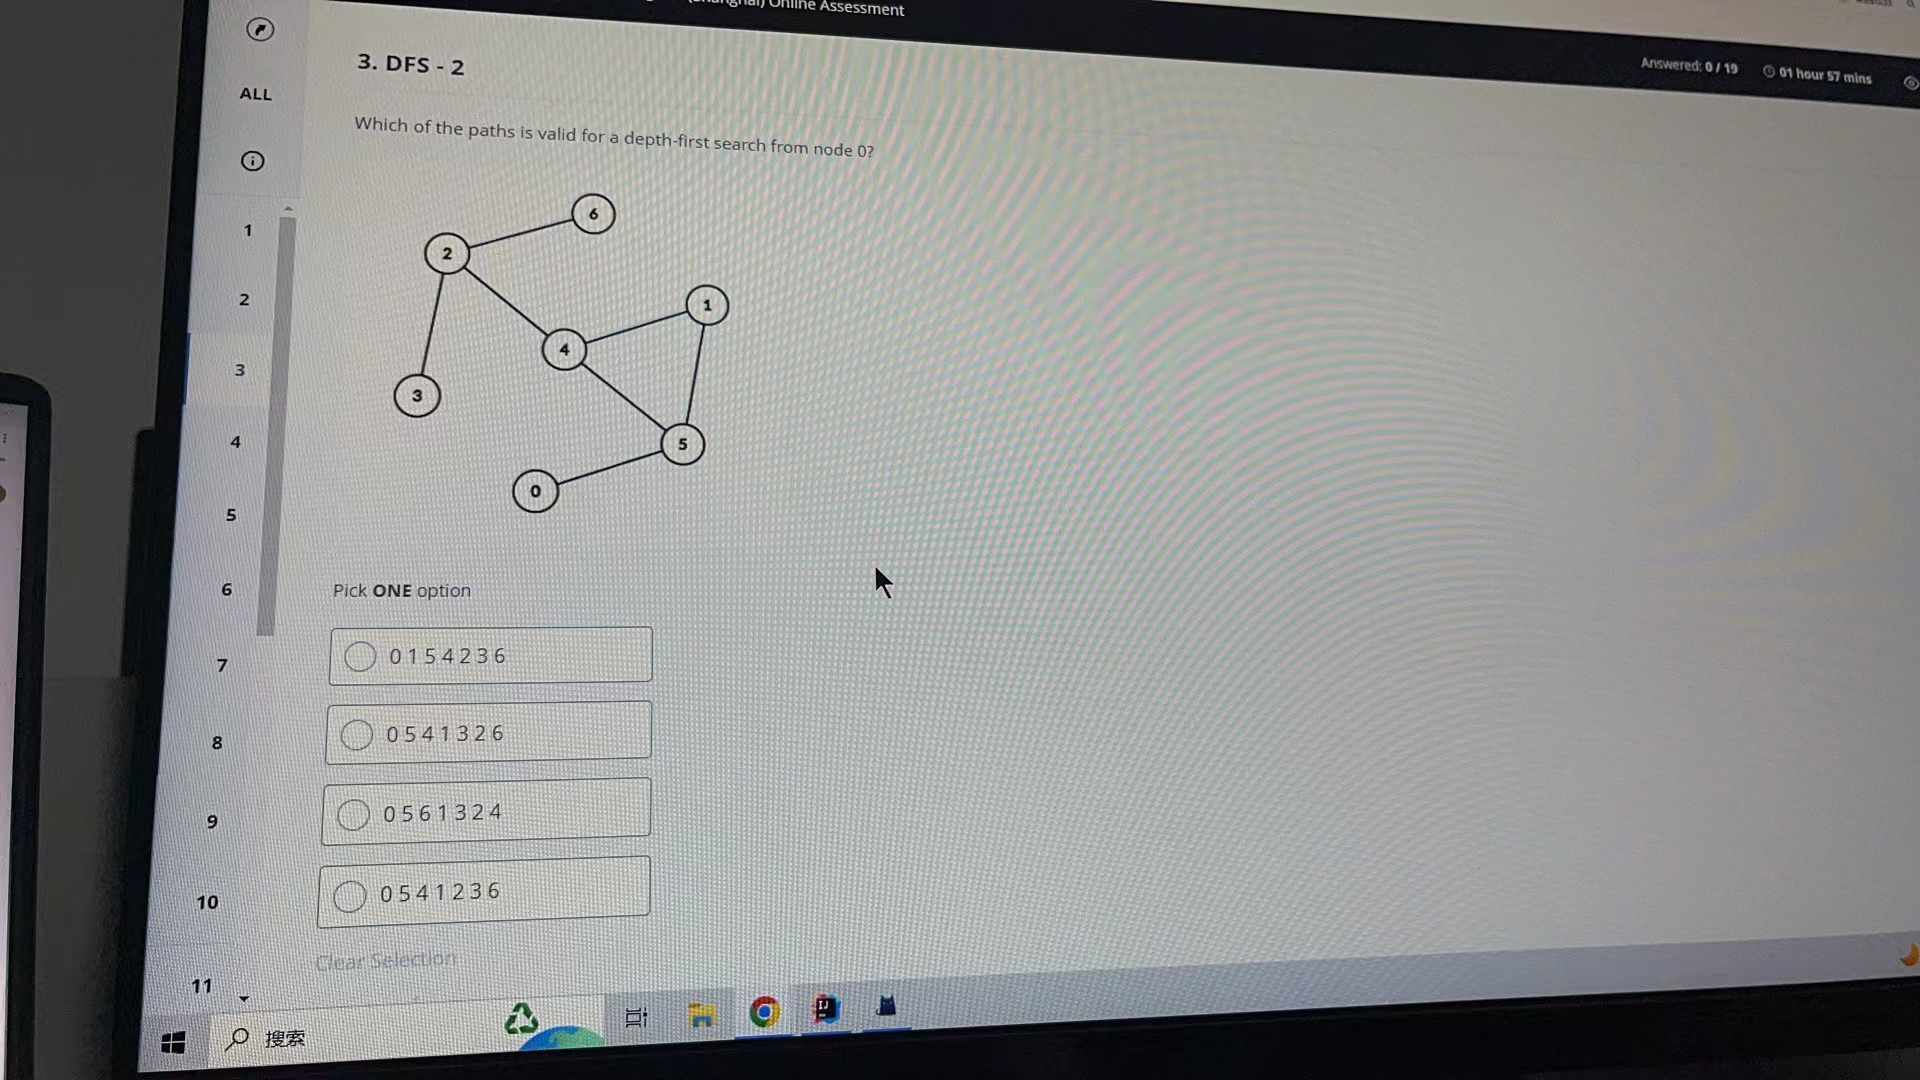 Online Assessment
Answered: 0 / 19
01 hour 57 mins
ALL
1
2
3
4
5
6
7
8
9
10
11
3. DFS - 2
Which of the paths is valid for a depth-first search from node 0?
6
2
1
4
3
5
0
Pick ONE option
0 1 5 4 2 3 6
0 5 4 1 3 2 6
0 5 6 1 3 2 4
0 5 4 1 2 3 6
Clear Selection
搜索
IJ